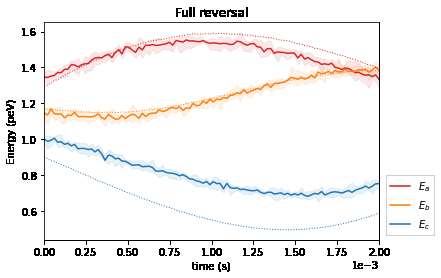 Full reversal
Energy (peV)
1.6
1.4
1.2
1.0
0.8
0.6
0.00 0.25 0.50 0.75 1.00 1.25 1.50 1.75 2.00
time (s)
1e−3
E_a
E_b
E_c